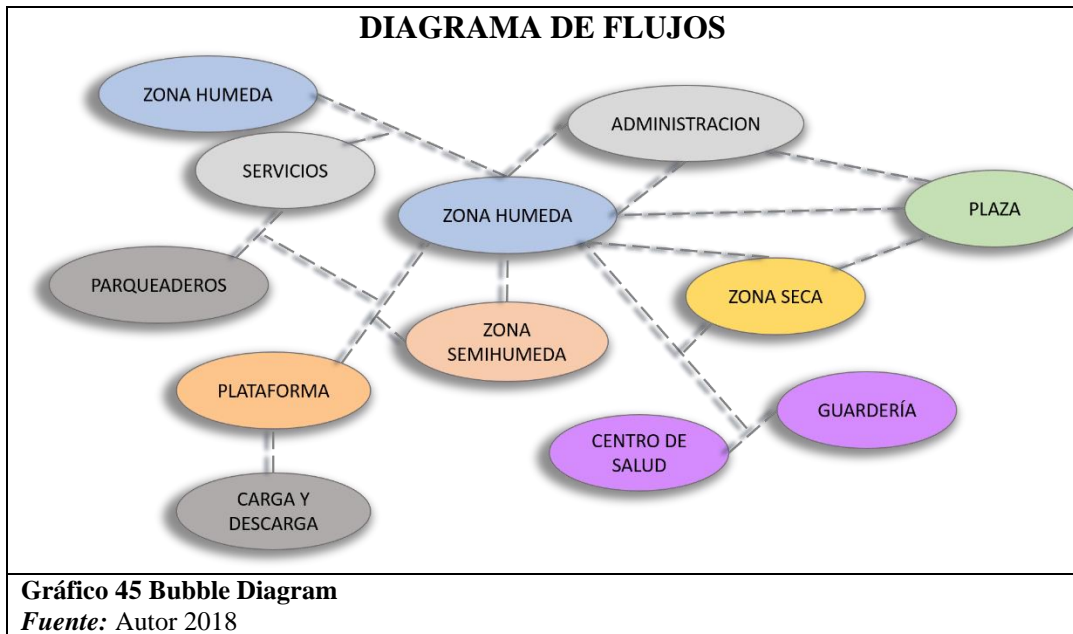 DIAGRAMA DE FLUJOS
ZONA HUMEDA
ADMINISTRACION
SERVICIOS
ZONA HUMEDA
PLAZA
PARQUEADEROS
ZONA SECA
ZONA
SEMIHUMEDA
PLATAFORMA
GUARDERÍA
CENTRO DE
SALUD
CARGA Y
DESCARGA
Gráfico 45 Bubble Diagram
Fuente: Autor 2018